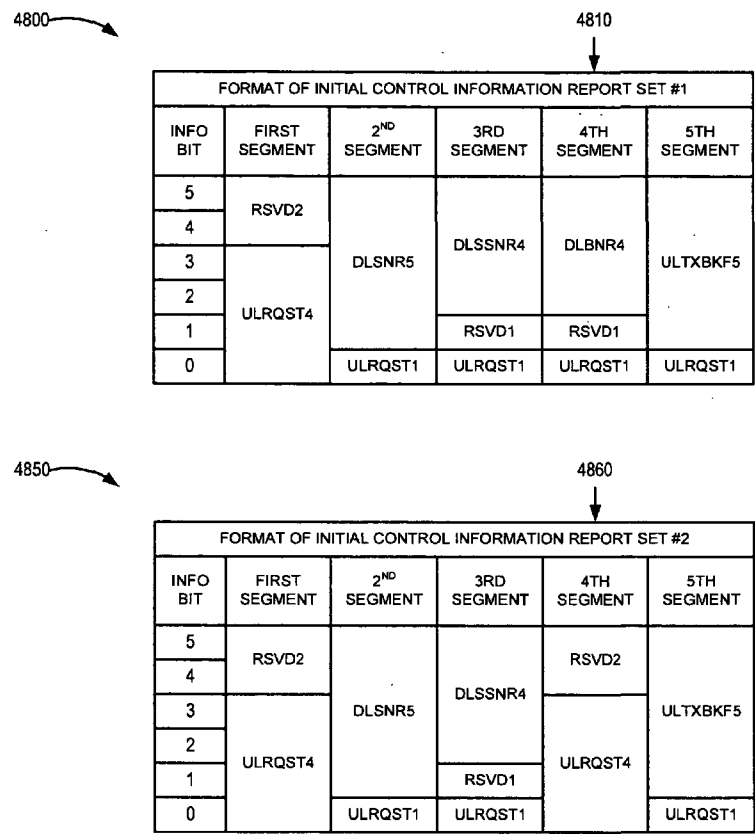 4800
4810
FORMAT OF INITIAL CONTROL INFORMATION REPORT SET #1
INFO BIT FIRST SEGMENT 2ND SEGMENT 3RD SEGMENT 4TH SEGMENT 5TH SEGMENT
5 RSVD2 DLSNR5 DLSSNR4 DLBNR4 ULTXBKF5
4
3 ULRQST4
2
1 RSVD1 RSVD1
0 ULRQST1 ULRQST1 ULRQST1 ULRQST1
4850
4860
FORMAT OF INITIAL CONTROL INFORMATION REPORT SET #2
INFO BIT FIRST SEGMENT 2ND SEGMENT 3RD SEGMENT 4TH SEGMENT 5TH SEGMENT
5 RSVD2 DLSNR5 DLSSNR4 RSVD2 ULTXBKF5
4
3 ULRQST4 ULRQST4
2
1 RSVD1
0 ULRQST1 ULRQST1 ULRQST1